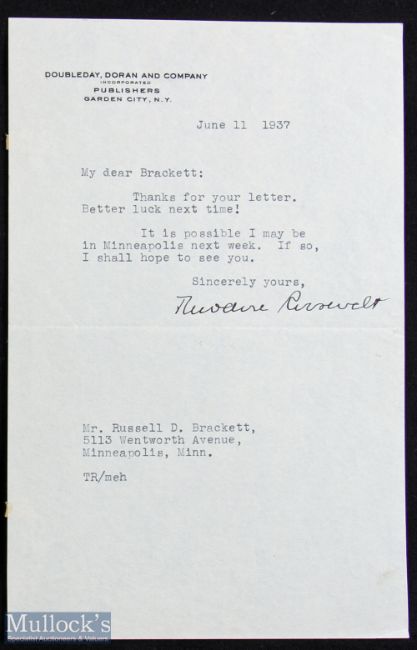 DOUBLEDAY, DORAN AND COMPANY
INCORPORATED
PUBLISHERS
GARDEN CITY, N.Y.
June 11 1937
My dear Brackett:
Thanks for your letter.
Better luck next time!
It is possible I may be
in Minneapolis next week. If so,
I shall hope to see you.
Sincerely yours,
Theodore Roosevelt
Mr. Russell D. Brackett,
5113 Wentworth Avenue,
Minneapolis, Minn.
TR/meh
Mullock's
Specialist Auctioneers & Valuers